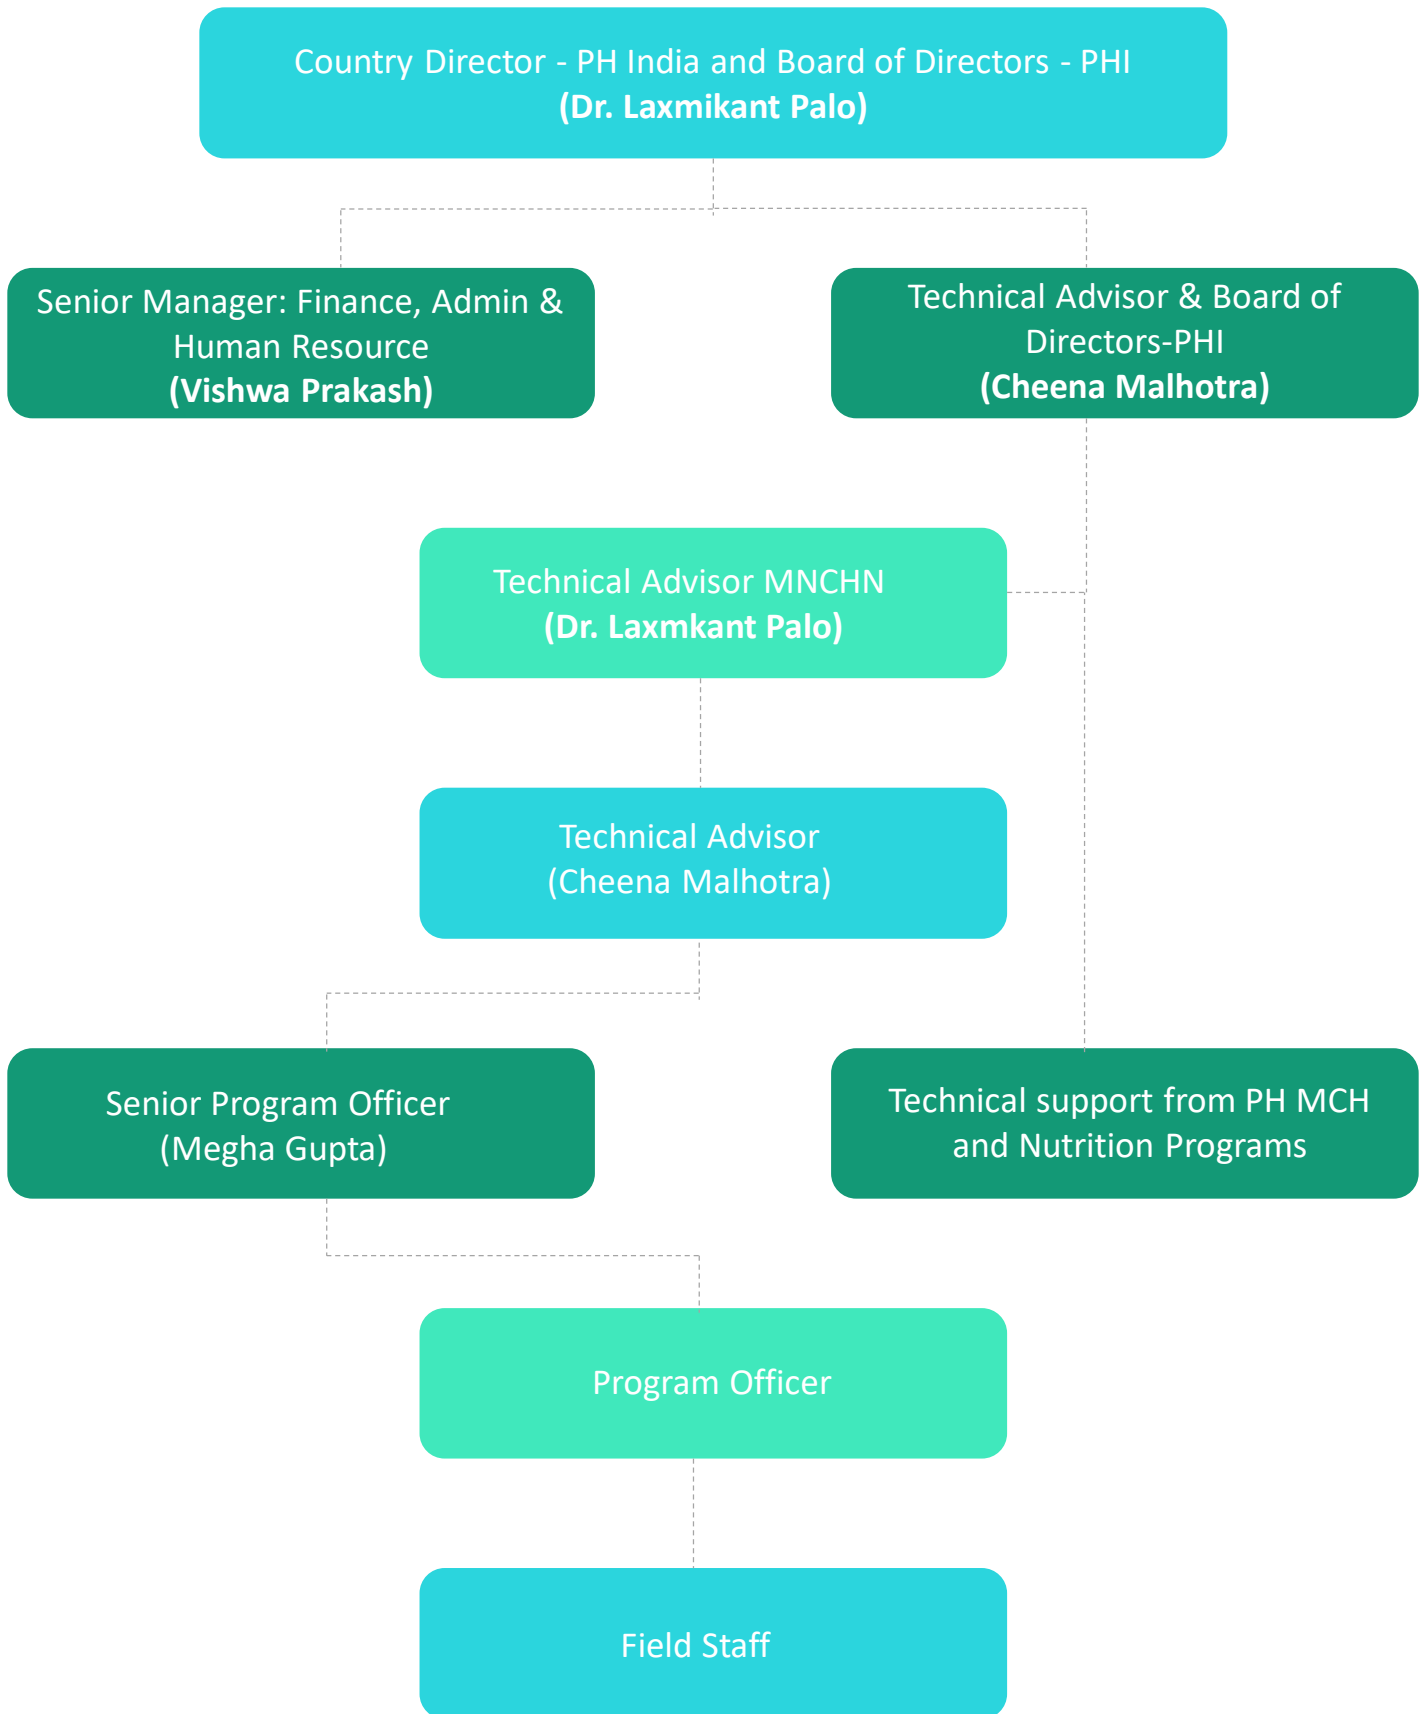 Country Director - PH India and Board of Directors - PHI
(Dr. Laxmikant Palo)
Senior Manager: Finance, Admin &
Human Resource
(Vishwa Prakash)
Technical Advisor & Board of
Directors-PHI
(Cheena Malhotra)
Technical Advisor MNCHN
(Dr. Laxmkant Palo)
Technical Advisor
(Cheena Malhotra)
Senior Program Officer
(Megha Gupta)
Technical support from PH MCH
and Nutrition Programs
Program Officer
Field Staff